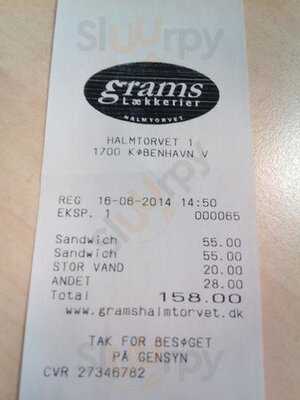 Sluurpy
grams
Lækkerier
HALMTORVET
HALMTORVET 1
1700 KØBENHAVN V
REG 16-06-2014 14:50
EKSP. 1 000065
Sandwich 55.00
Sandwich 55.00
STOR VAND 20.00
ANDET 28.00
Total 158.00
www.gramshalmtorvet.dk
TAK FOR BESØGET
PÅ GENSYN
CVR 27346782